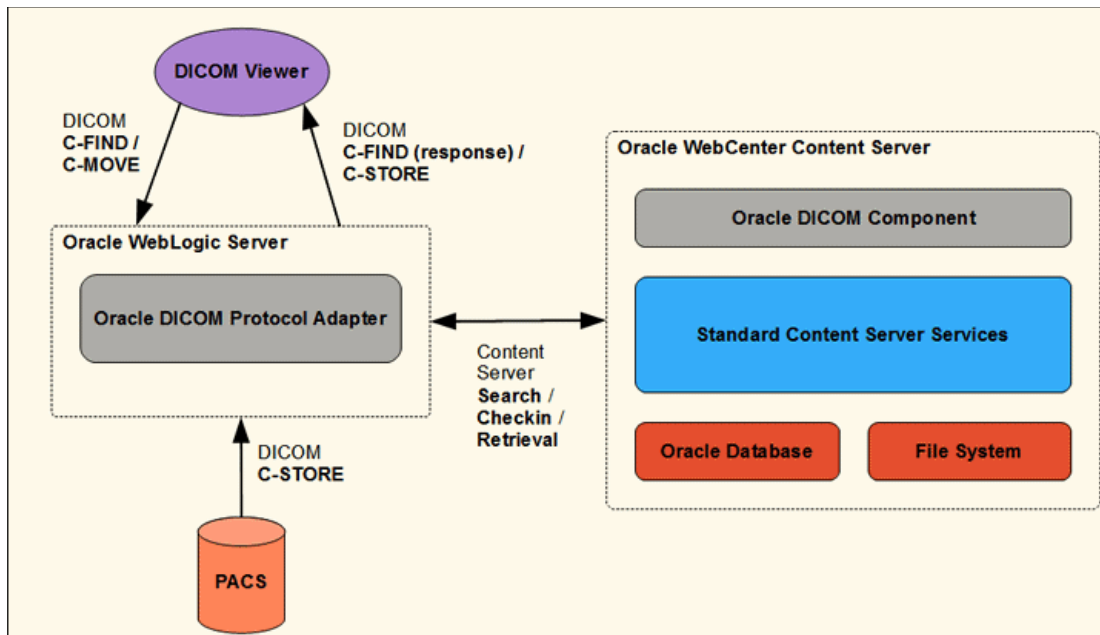 DICOM Viewer
DICOM
C-FIND /
C-MOVE
DICOM
C-FIND (response) /
C-STORE
Oracle WebLogic Server
Oracle DICOM Protocol Adapter
Content
Server
Search /
Checkin /
Retrieval
DICOM
C-STORE
PACS
Oracle WebCenter Content Server
Oracle DICOM Component
Standard Content Server Services
Oracle Database
File System